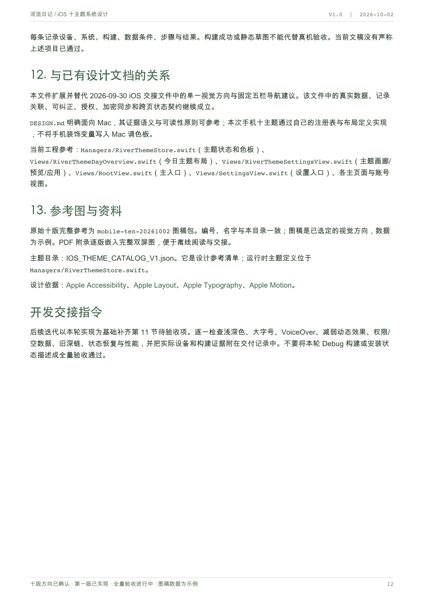 河流日记 / iOS 十主题系统设计
V1.0 | 2026-10-02
每条记录设备、系统、构建、数据条件、步骤与结果。构建成功或静态草图不能代替真机验收。当前文稿没有声称
上述项目已通过。
12. 与已有设计文档的关系
本文件扩展并替代 2026-09-30 iOS 交接文件中的单一视觉方向与固定五栏导航建议。该文件中的真实数据、记录
关联、可纠正、授权、加密同步和跨页状态契约继续成立。
DESIGN.md 明确面向 Mac，其证据语义与可读性原则可参考；本次手机十主题通过自己的注册表与布局定义实现
，不将手机装饰变量写入 Mac 调色板。
当前工程参考：Managers/RiverThemeStore.swift（主题状态和色板）、
Views/RiverThemeDayOverview.swift（今日主题布局）、Views/RiverThemeSettingsView.swift（主题画廊/
预览/应用）、Views/RootView.swift（主入口）、Views/SettingsView.swift（设置入口）、各主页面与账号
视图。
13. 参考图与资料
原始十版完整参考为 mobile-ten-20261002 图稿包。编号、名字与本目录一致；图稿是已选定的视觉方向，数据
为示例。PDF 附录逐版嵌入完整双屏图，便于离线阅读与交接。
主题目录：IOS_THEME_CATALOG_V1.json。它是设计参考清单；运行时主题定义位于
Managers/RiverThemeStore.swift。
设计依据：Apple Accessibility、Apple Layout、Apple Typography、Apple Motion。
开发交接指令
后续迭代以本轮实现为基础补齐第 11 节待验收项。逐一检查浅深色、大字号、VoiceOver、减弱动态效果、权限/
空数据、旧深链、状态恢复与性能，并把实际设备和构建证据附在交付记录中。不要将本轮 Debug 构建或安装状
态描述成全量验收通过。
十版方向已确认 · 第一版已实现 · 全量验收进行中 · 图稿数据为示例
12